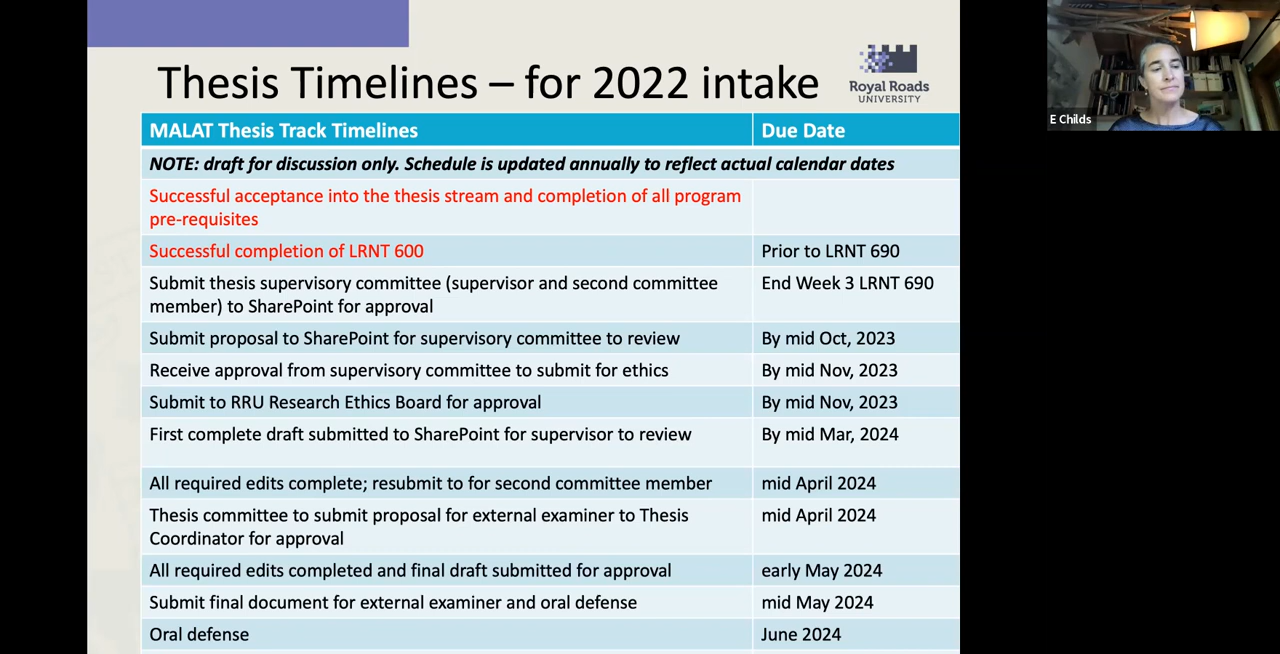 Thesis Timelines – for 2022 intake
Royal Roads
UNIVERSITY
E Childs
MALAT Thesis Track Timelines
Due Date
NOTE: draft for discussion only. Schedule is updated annually to reflect actual calendar dates
Successful acceptance into the thesis stream and completion of all program
pre-requisites
Successful completion of LRNT 600
Prior to LRNT 690
Submit thesis supervisory committee (supervisor and second committee
member) to SharePoint for approval
End Week 3 LRNT 690
Submit proposal to SharePoint for supervisory committee to review
By mid Oct, 2023
Receive approval from supervisory committee to submit for ethics
By mid Nov, 2023
Submit to RRU Research Ethics Board for approval
By mid Nov, 2023
First complete draft submitted to SharePoint for supervisor to review
By mid Mar, 2024
All required edits complete; resubmit to for second committee member
mid April 2024
Thesis committee to submit proposal for external examiner to Thesis
Coordinator for approval
mid April 2024
All required edits completed and final draft submitted for approval
early May 2024
Submit final document for external examiner and oral defense
mid May 2024
Oral defense
June 2024